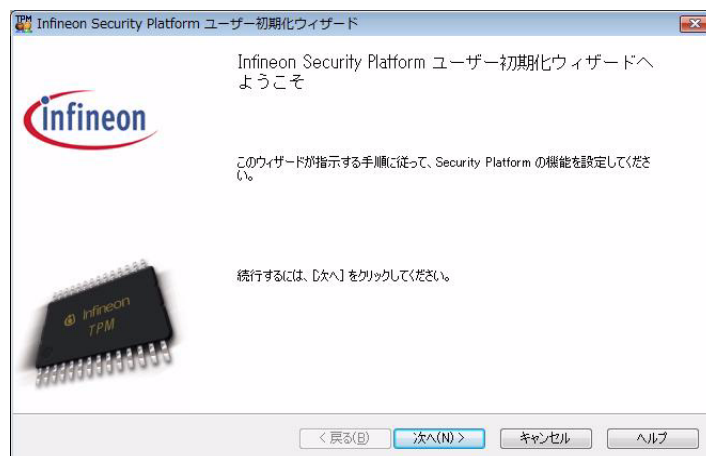 TPM
Infineon Security Platform ユーザー初期化ウィザード
Infineon Security Platform ユーザー初期化ウィザードへ
ようこそ
infineon
このウィザードが指示する手順に従って、Security Platform の機能を設定してくださ
い。
続行するには、[次へ] をクリックしてください。
infineon
TPM
< 戻る(B)
次へ(N) >
キャンセル
ヘルプ